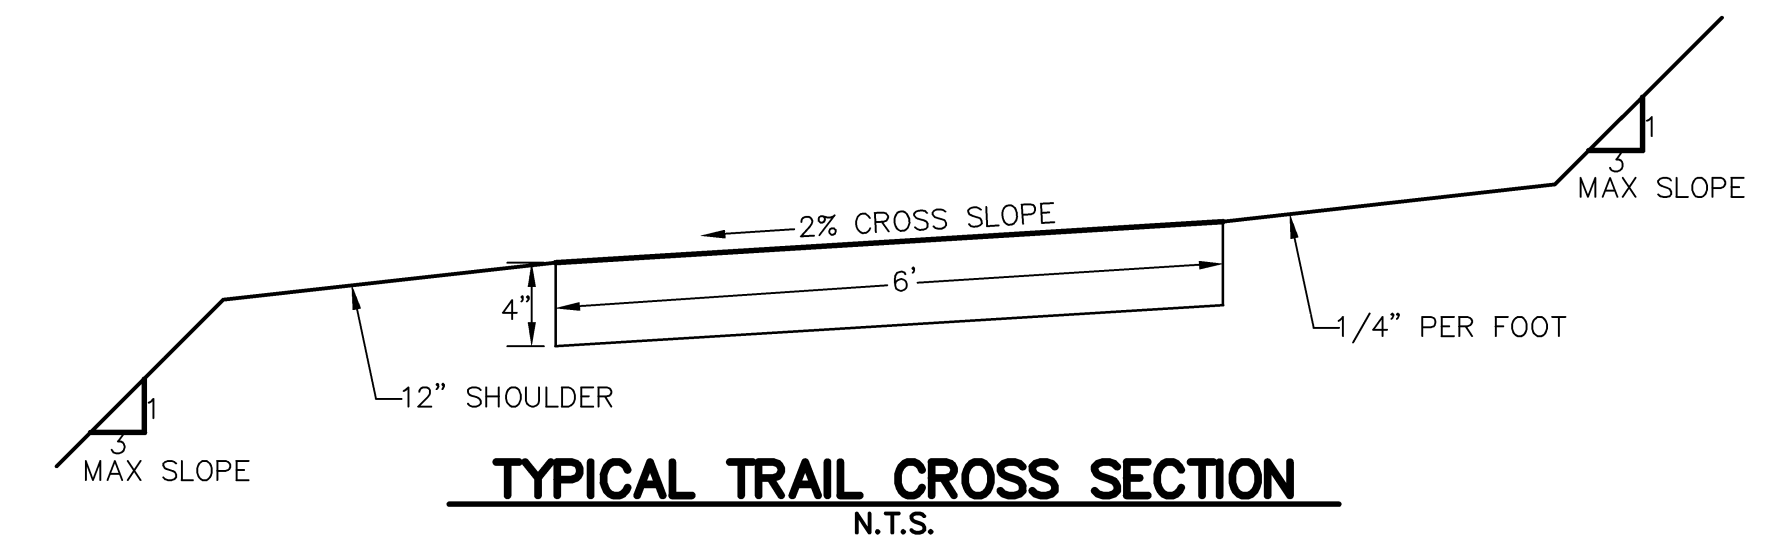 1
3
MAX SLOPE
2% CROSS SLOPE
6'
4"
1/4" PER FOOT
12" SHOULDER
1
3
MAX SLOPE
TYPICAL TRAIL CROSS SECTION
N.T.S.